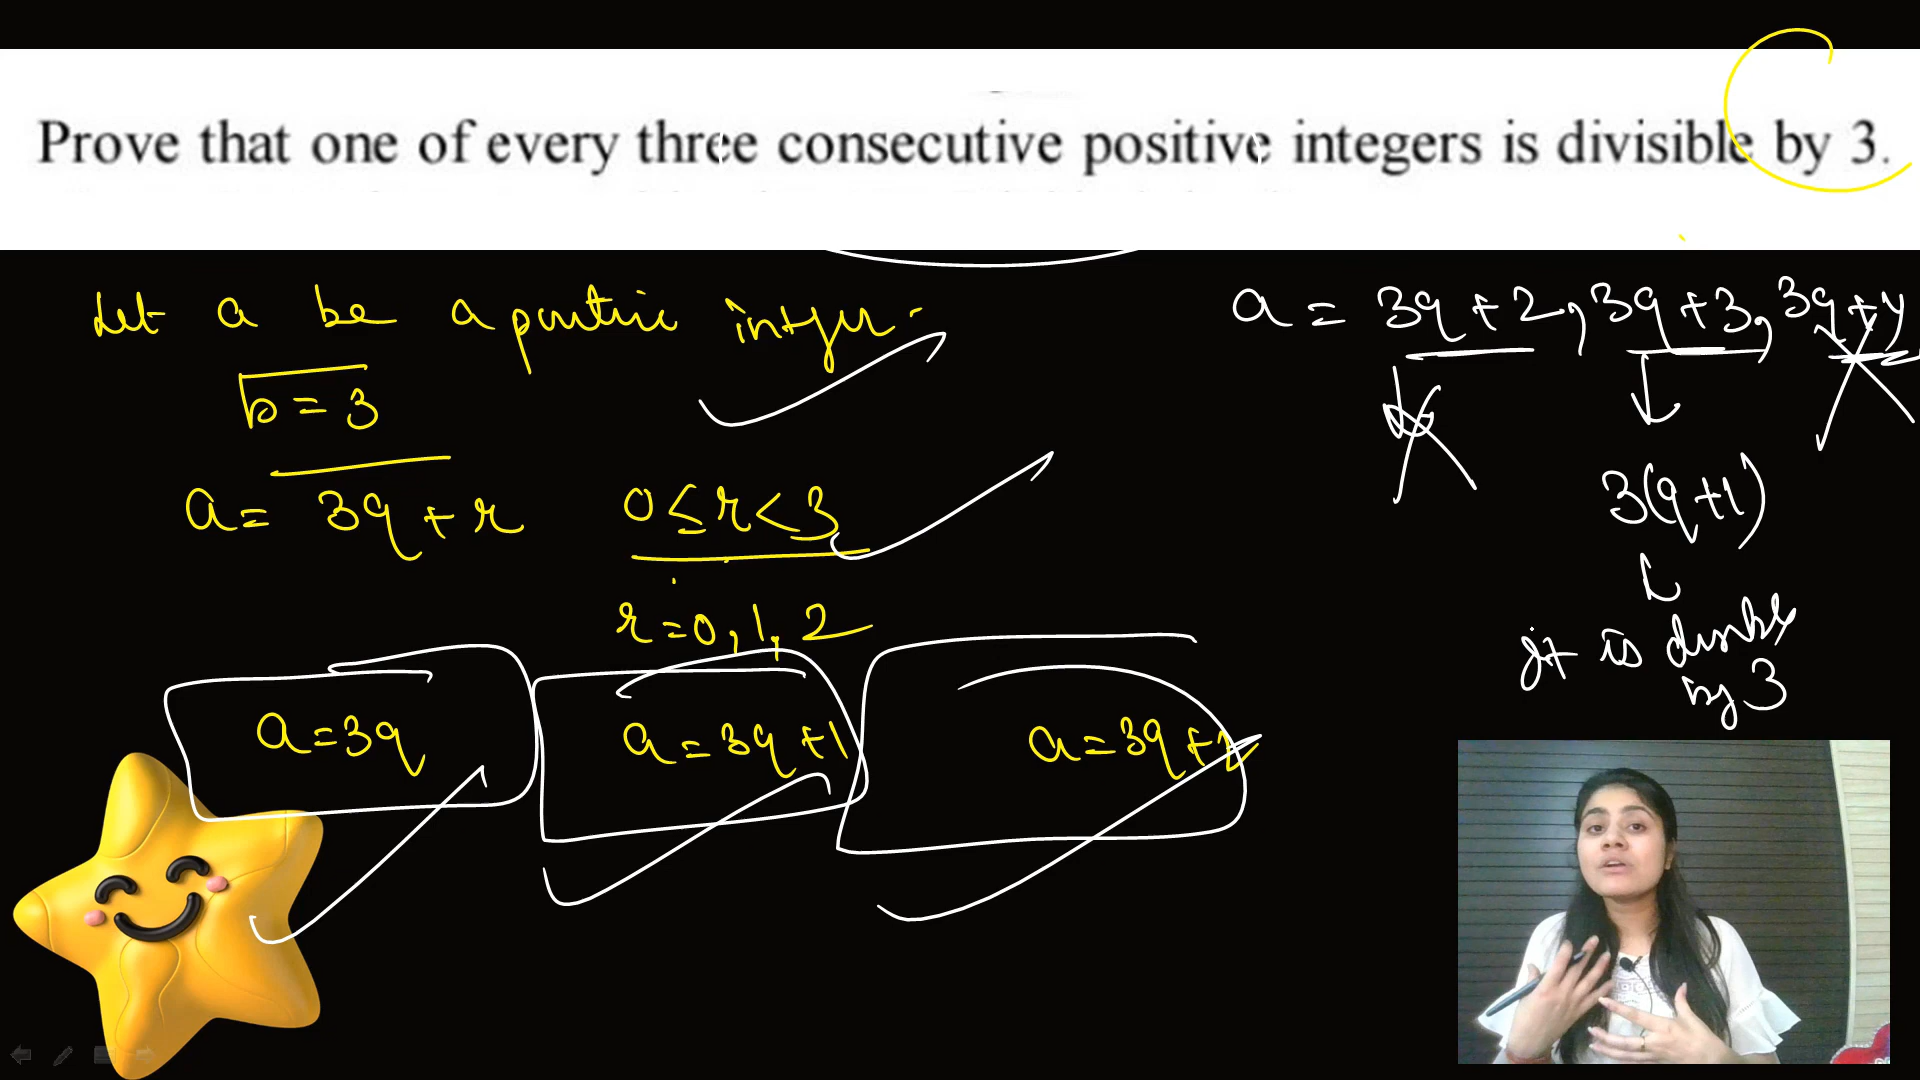 Prove that one of every three consecutive positive integers is divisible by 3.
Let a be a positive integer.
b = 3
a = 3q + r 0 ≤ r < 3
r = 0, 1, 2
a = 3q
a = 3q + 1
a = 3q + 2
a = 3q + 2, 3q + 3, 3q + 4
3(q+1)
It is divisible
by 3